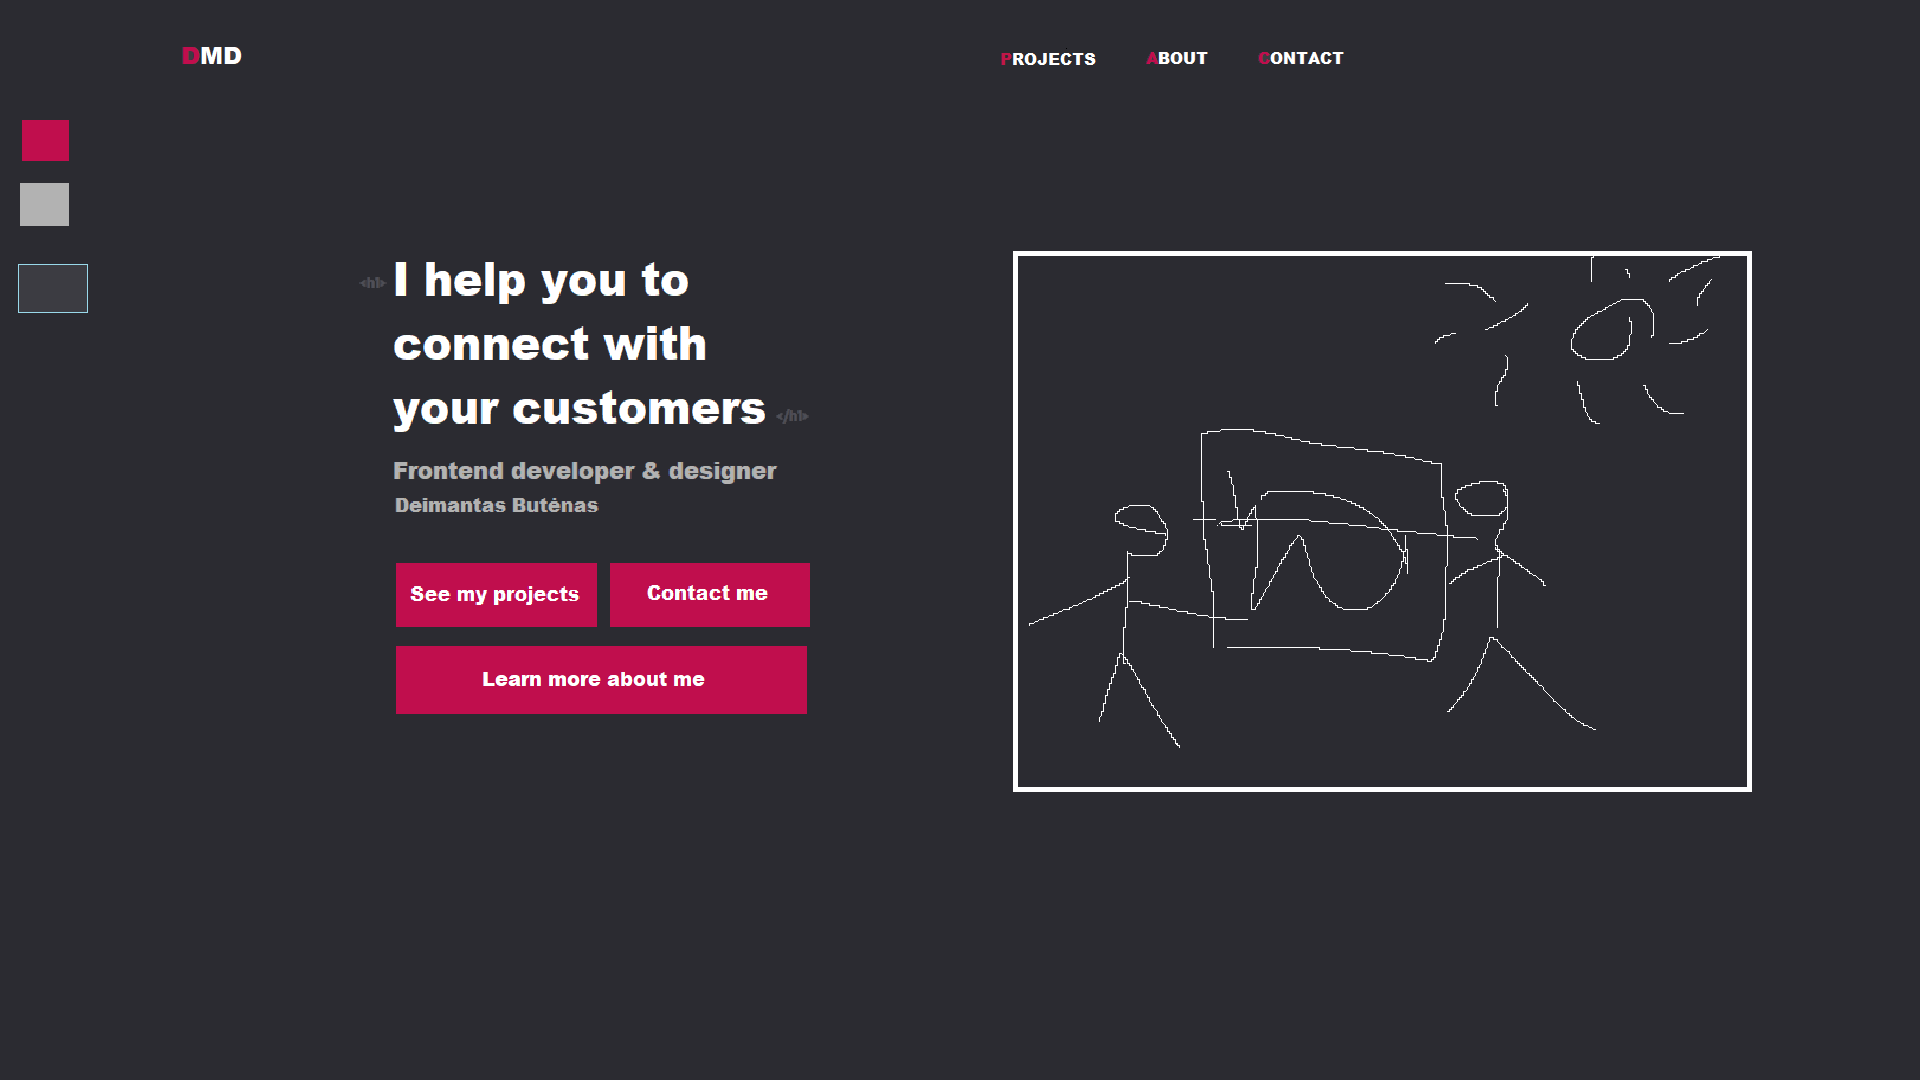 DMD
PROJECTS ABOUT CONTACT
<h1> I help you to
connect with
your customers </h1>
Frontend developer & designer
Deimantas Butėnas
See my projects
Contact me
Learn more about me